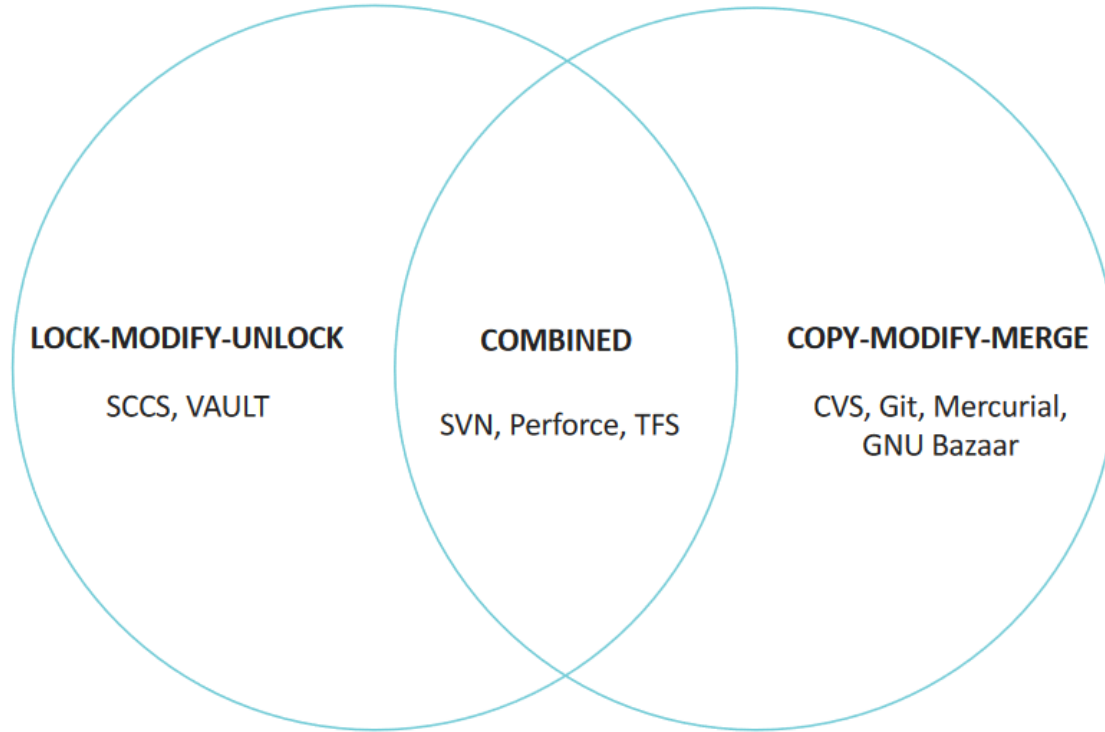 LOCK-MODIFY-UNLOCK
SCCS, VAULT
COMBINED
SVN, Perforce, TFS
COPY-MODIFY-MERGE
CVS, Git, Mercurial,
GNU Bazaar